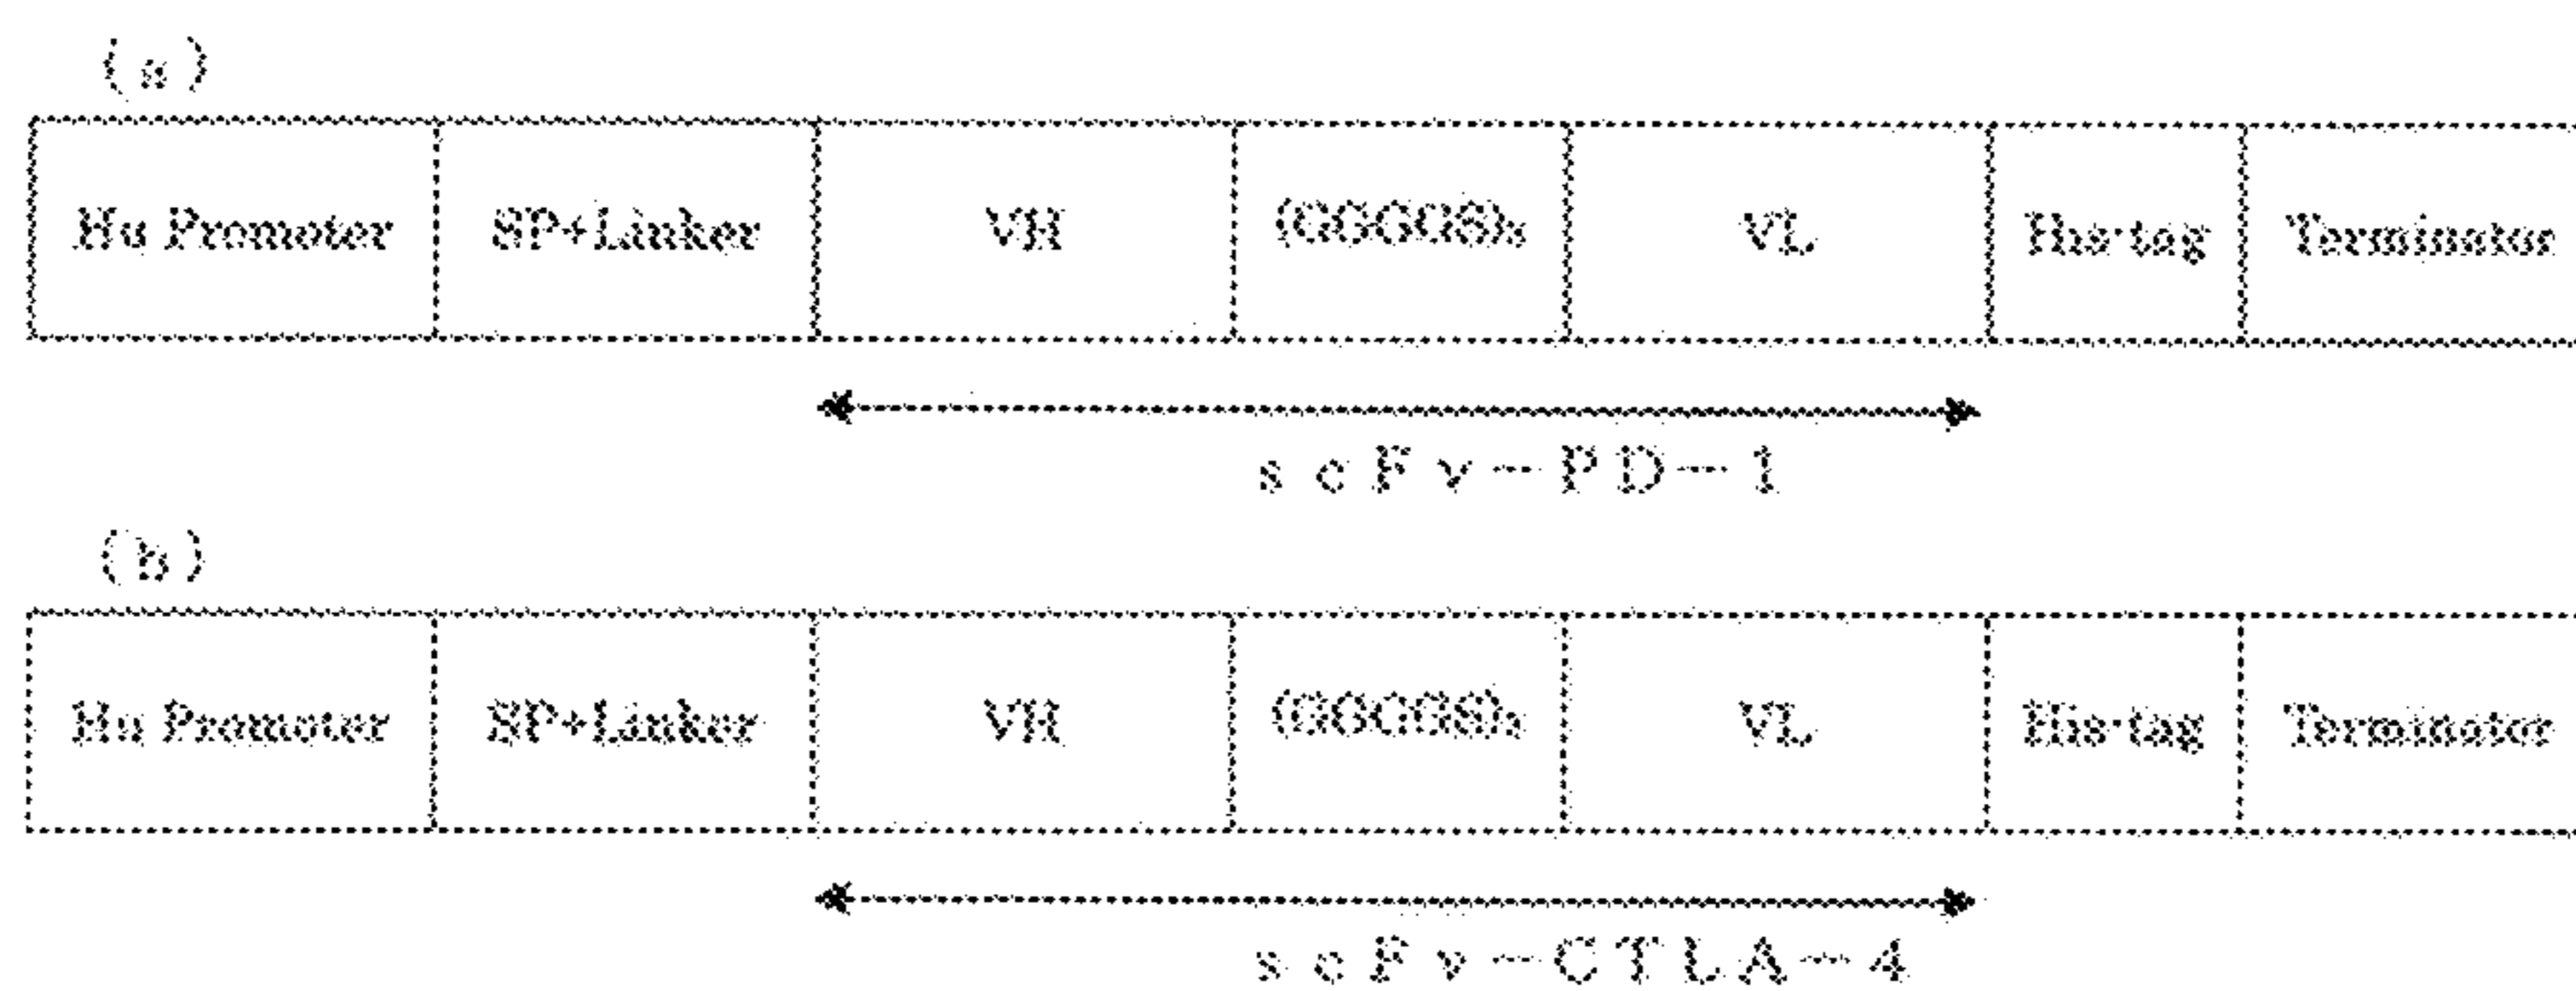 (a)
Hu Promoter SP+Linker VH (GGGGS)₃ VL His-tag Terminator
scFv-PD-1
(b)
Hu Promoter SP+Linker VH (GGGGS)₃ VL His-tag Terminator
scFv-CTLA-4